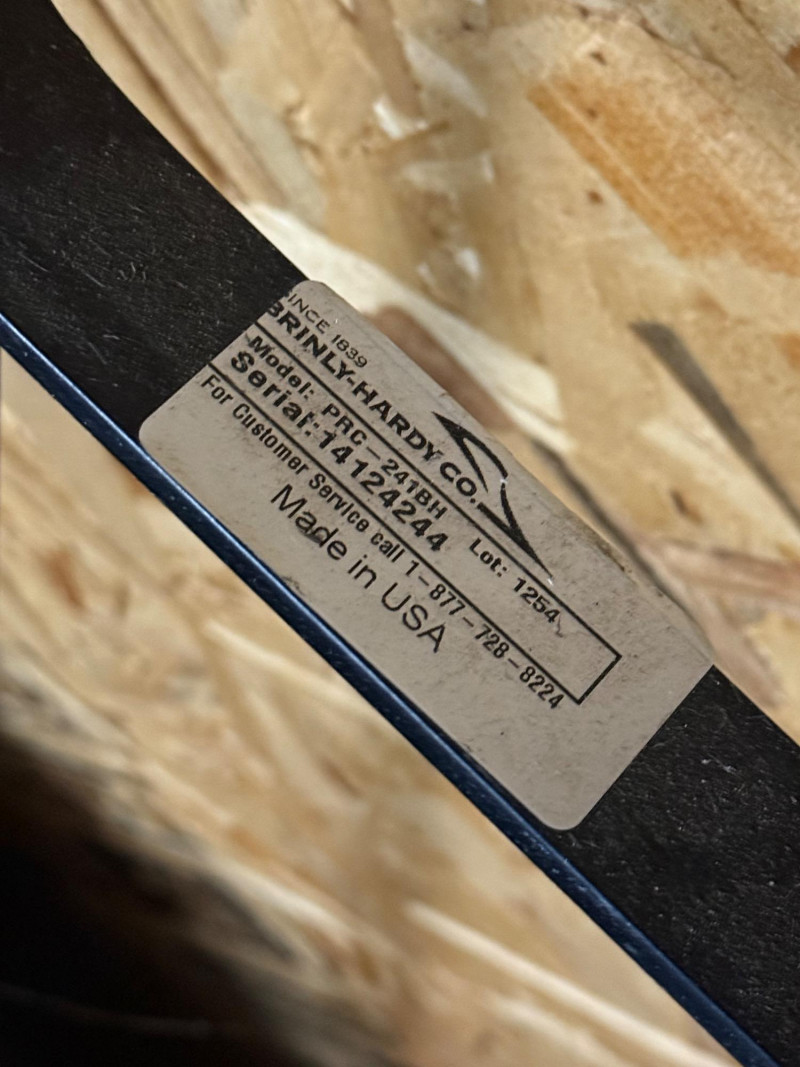 SINCE 1839
BRINLY-HARDY CO.
Model: PRC-241BH Lot: 1254
Serial: 14124244
For Customer Service call 1-877-728-8224
Made in USA